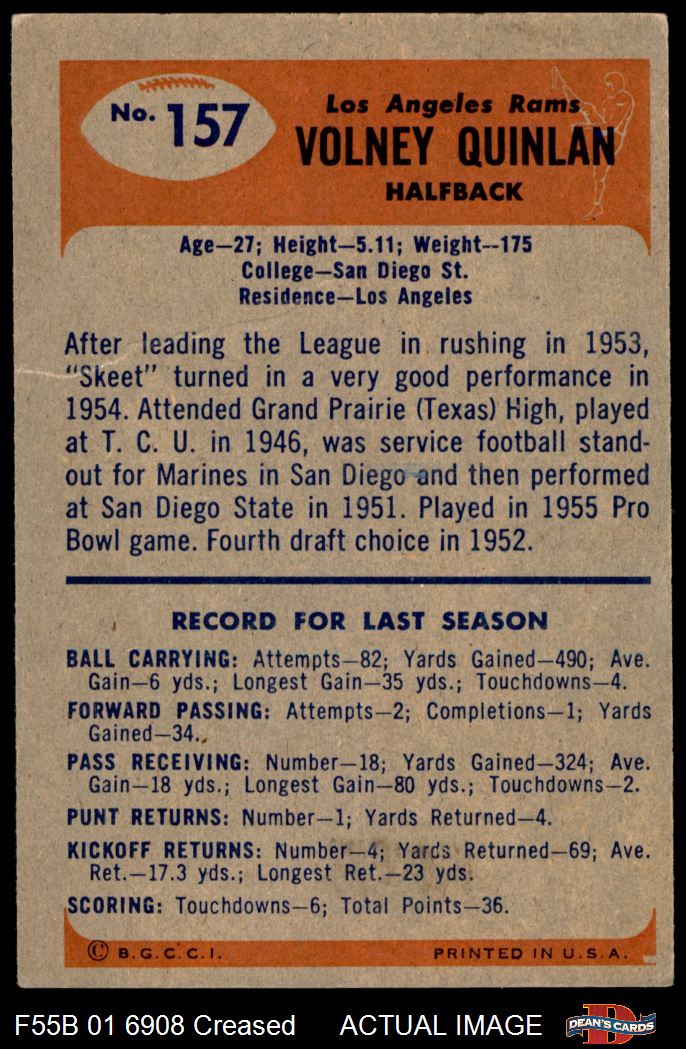 No. 157
Los Angeles Rams
VOLNEY QUINLAN
HALFBACK
Age—27; Height—5.11; Weight--175
College—San Diego St.
Residence—Los Angeles
After leading the League in rushing in 1953,
"Skeet" turned in a very good performance in
1954. Attended Grand Prairie (Texas) High, played
at T. C. U. in 1946, was service football stand-
out for Marines in San Diego and then performed
at San Diego State in 1951. Played in 1955 Pro
Bowl game. Fourth draft choice in 1952.
RECORD FOR LAST SEASON
BALL CARRYING: Attempts—82; Yards Gained—490; Ave.
Gain—6 yds.; Longest Gain—35 yds.; Touchdowns—4.
FORWARD PASSING: Attempts—2; Completions—1; Yards
Gained—34.
PASS RECEIVING: Number—18; Yards Gained—324; Ave.
Gain—18 yds.; Longest Gain—80 yds.; Touchdowns—2.
PUNT RETURNS: Number—1; Yards Returned—4.
KICKOFF RETURNS: Number—4; Yards Returned—69; Ave.
Ret.—17.3 yds.; Longest Ret.—23 yds.
SCORING: Touchdowns—6; Total Points—36.
© B.G.C.C.I. PRINTED IN U.S.A.
F55B 01 6908 Creased ACTUAL IMAGE D DEAN'S CARDS